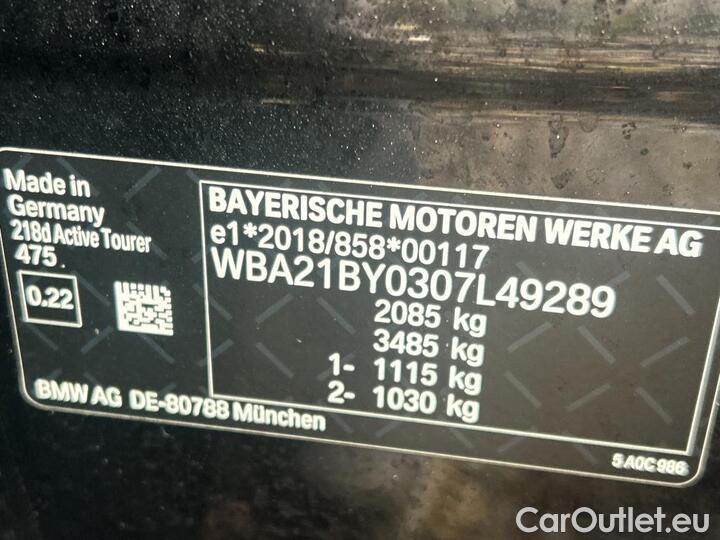 Made in
Germany
218d Active Tourer
475
0.22
BAYERISCHE MOTOREN WERKE AG
e1*2018/858*00117
WBA21BY0307L49289
2085 kg
3485 kg
1- 1115 kg
2- 1030 kg
BMW AG DE-80788 München
5 A0C 986
CarOutlet.eu